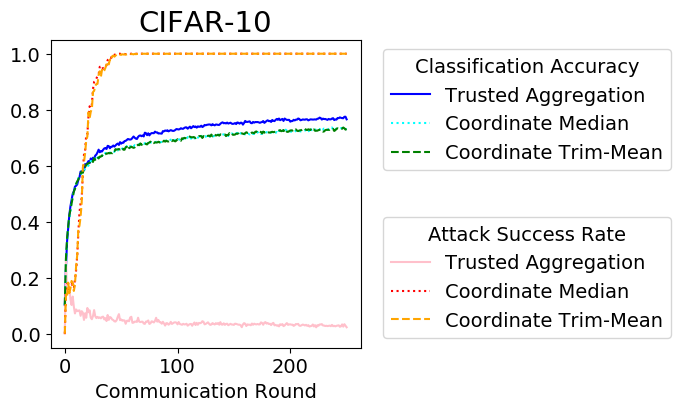 CIFAR-10
1.0
0.8
0.6
0.4
0.2
0.0
0
100
200
Communication Round
Classification Accuracy
Trusted Aggregation
Coordinate Median
Coordinate Trim-Mean
Attack Success Rate
Trusted Aggregation
Coordinate Median
Coordinate Trim-Mean